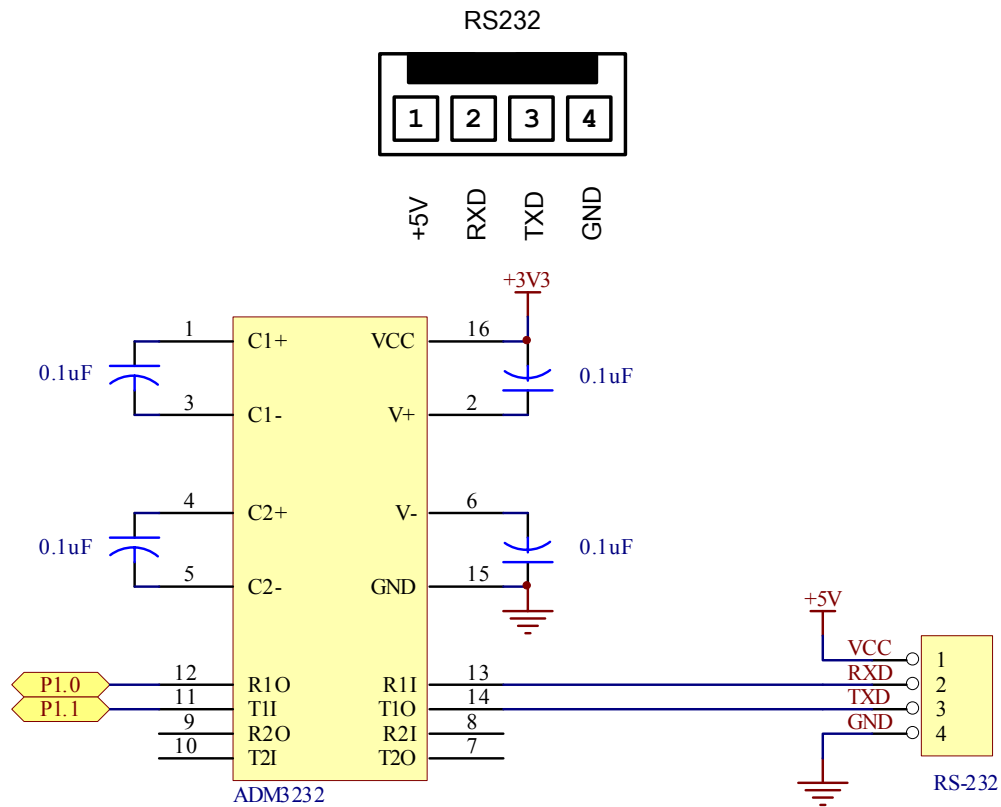 RS232
1 2 3 4
+5V
RXD
TXD
GND
+3V3
1 C1+ VCC 16
0.1uF
0.1uF
3 C1- V+ 2
4 C2+ V- 6
0.1uF
0.1uF
5 C2- GND 15
+5V
VCC 1
P1.0 12 R1O R1I 13 RXD 2
P1.1 11 T1I T1O 14 TXD 3
9 R2O R2I 8 GND 4
10 T2I T2O 7
ADM3232
RS-232